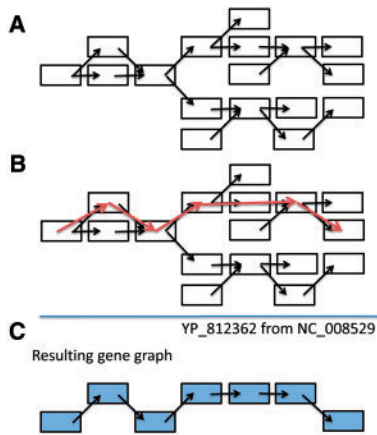 A
B
YP_812362 from NC_008529
C
Resulting gene graph